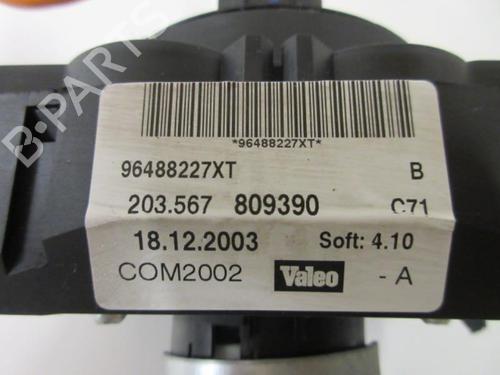 B-PARTS
*96488227XT*
96488227XT B
203.567 809390 C71
18.12.2003 Soft: 4.10
COM2002 Valeo - A